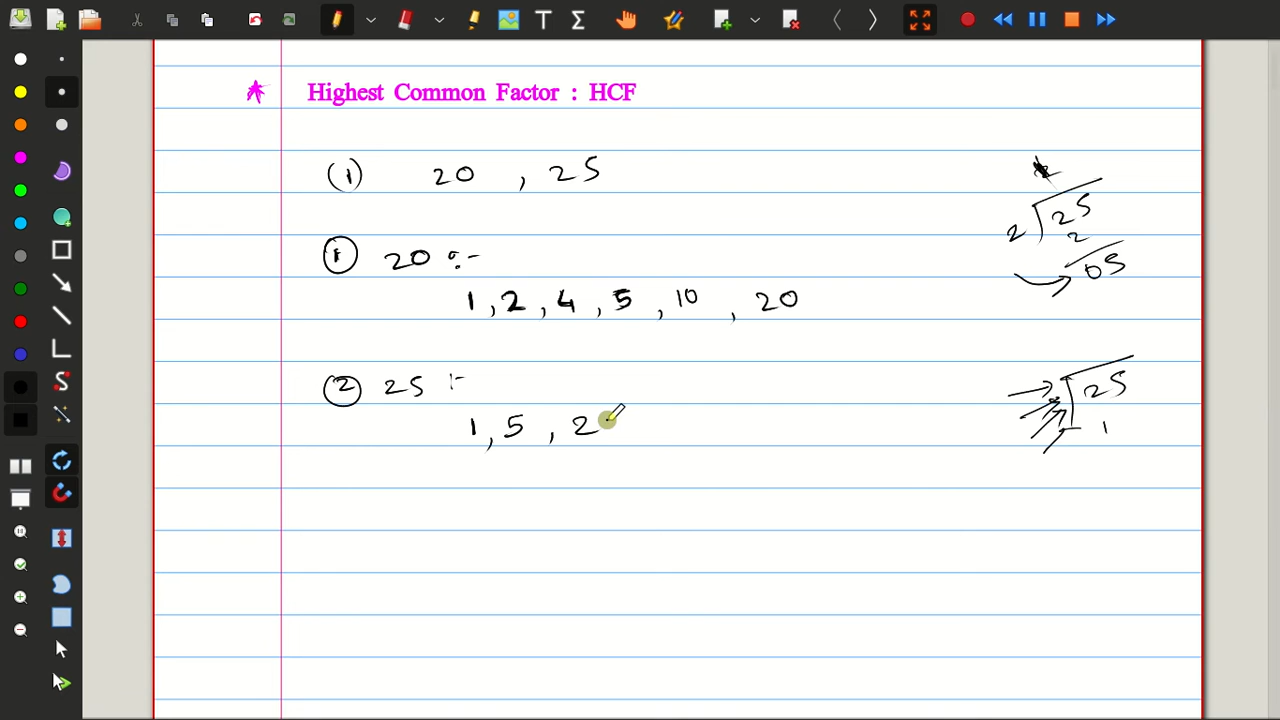 ★ Highest Common Factor : HCF
(1) 20 , 25
① 20 :-
1 , 2 , 4 , 5 , 10 , 20
② 25 :-
1 , 5 , 2
2 25
2
05
25
1